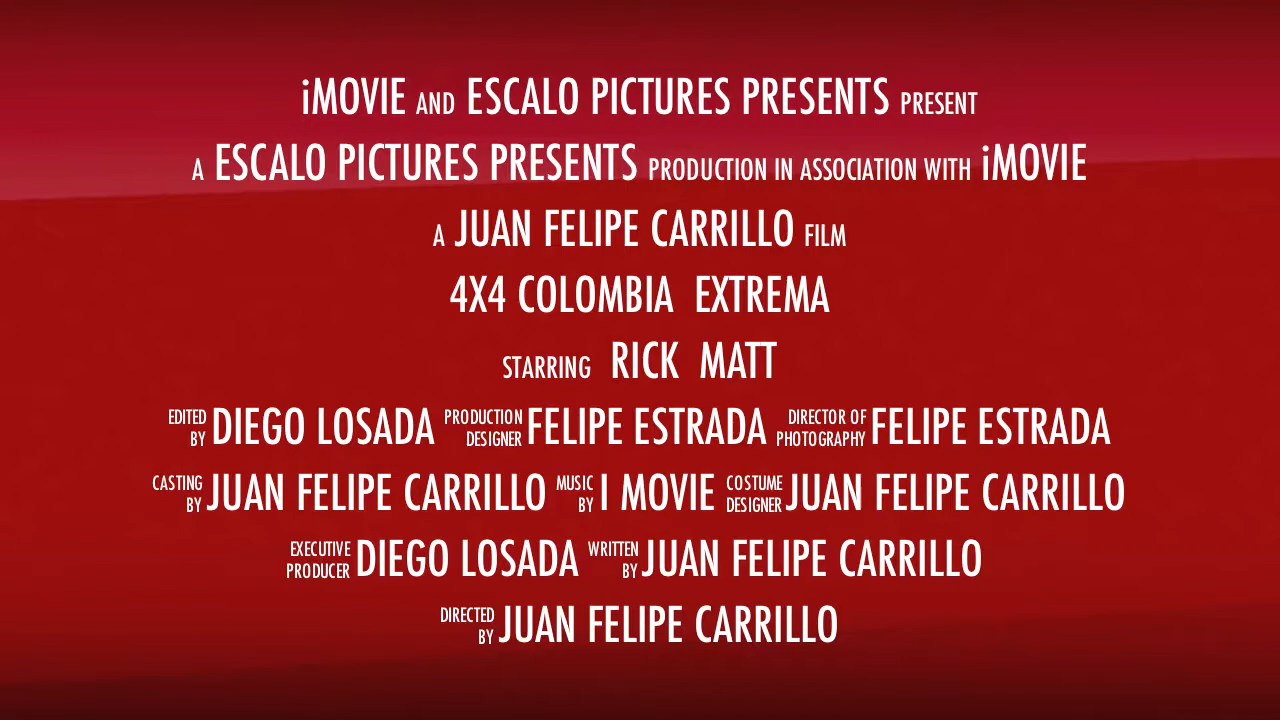 iMOVIE AND ESCALO PICTURES PRESENTS PRESENT
A ESCALO PICTURES PRESENTS PRODUCTION IN ASSOCIATION WITH iMOVIE
A JUAN FELIPE CARRILLO FILM
4X4 COLOMBIA EXTREMA
STARRING RICK MATT
EDITED BY DIEGO LOSADA PRODUCTION DESIGNER FELIPE ESTRADA DIRECTOR OF PHOTOGRAPHY FELIPE ESTRADA
CASTING BY JUAN FELIPE CARRILLO MUSIC BY I MOVIE COSTUME DESIGNER JUAN FELIPE CARRILLO
EXECUTIVE PRODUCER DIEGO LOSADA WRITTEN BY JUAN FELIPE CARRILLO
DIRECTED BY JUAN FELIPE CARRILLO